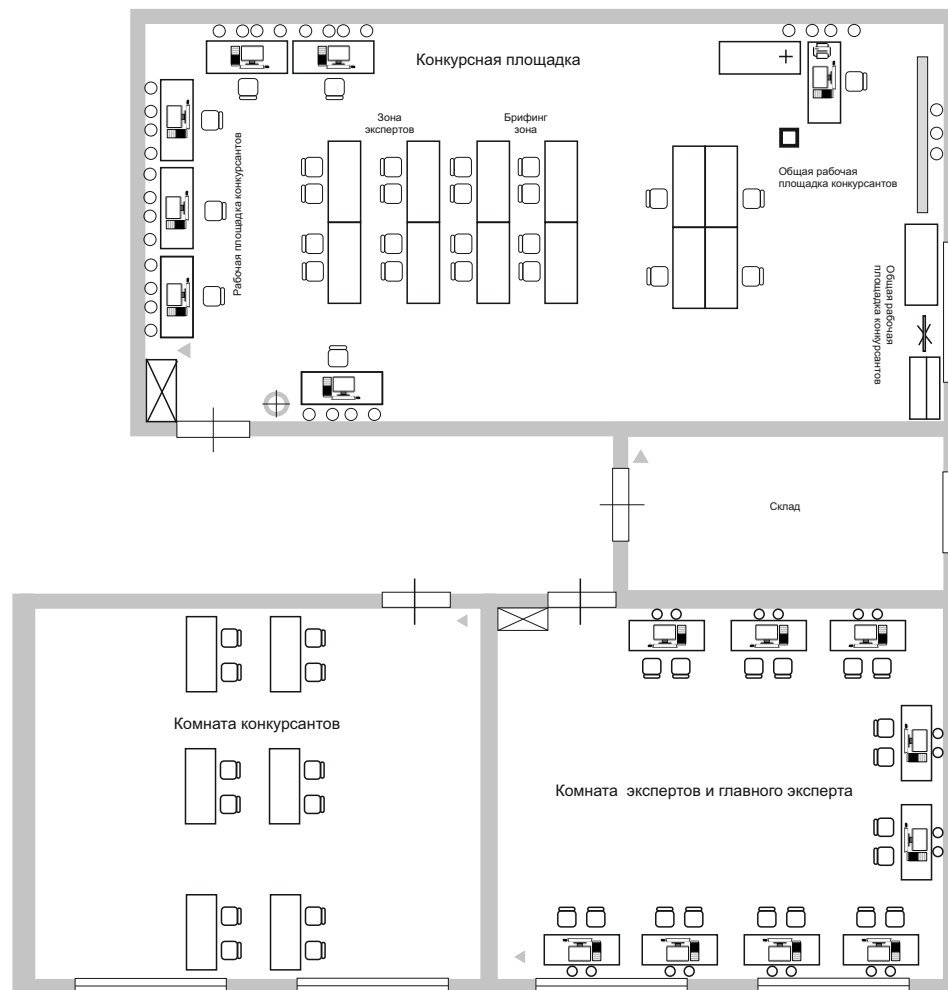 Конкурсная площадка
Зона
экспертов
Брифинг
зона
Рабочая площадка конкурсантов
Общая рабочая
площадка конкурсантов
Общая рабочая
площадка конкурсантов
Склад
Комната конкурсантов
Комната экспертов и главного эксперта